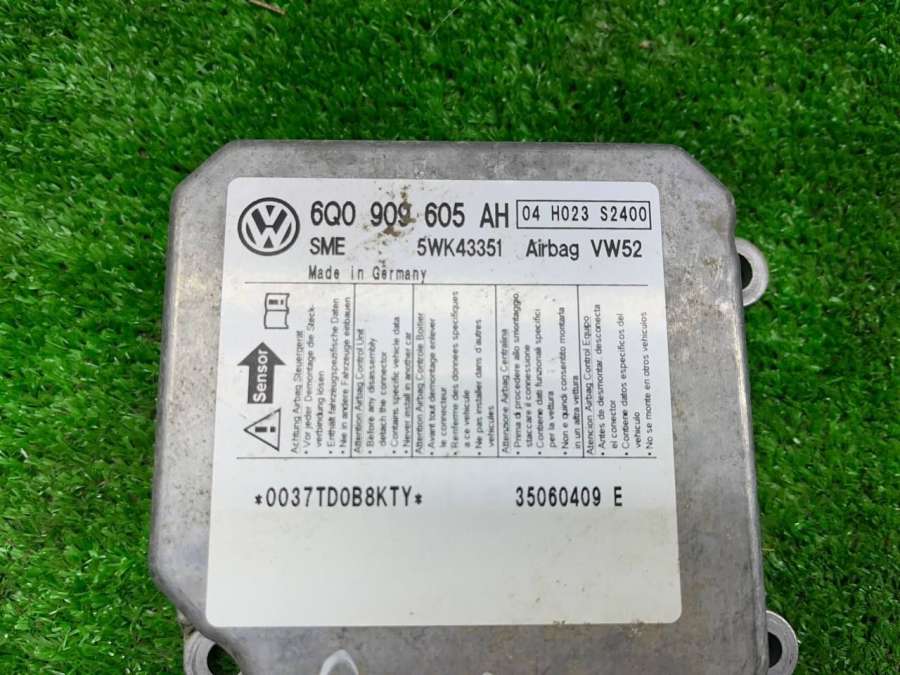 6Q0 909 605 AH
04 H023 S2400
SME 5WK43351 Airbag VW52
Made in Germany
Sensor
Achtung Airbag Steuergerät
• Vor jeder Demontage die Steck-
verbindung lösen
• Enthält fahrzeugspezifische Daten
• Nie in andere Fahrzeuge einbauen
Attention Airbag Control Unit
• Before any disassembly
detach the connector
• Contains specific vehicle data
• Never install in another car
Attention Airbag Contrôle Boitier
• Avant tout demontage enlever
le connecteur
• Renferme des données spécifiques
a ce vehicule
• Ne pas installer dans d'autres
vehicules
Attenzione Airbag Centralina
• Prima di procedere allo smontaggio,
staccare il connessione
• Contiene dati funzionali specifici
per la vettura
• Non e quindi consentito montarla
in un altra vettura
Atencion Airbag Control Equipo
• Antes de desmontar, desconecta
el conector
• Contiene datos especificos del
vehículo
• No se monte en otros vehiculos
*0037TD0B8KTY* 35060409 E